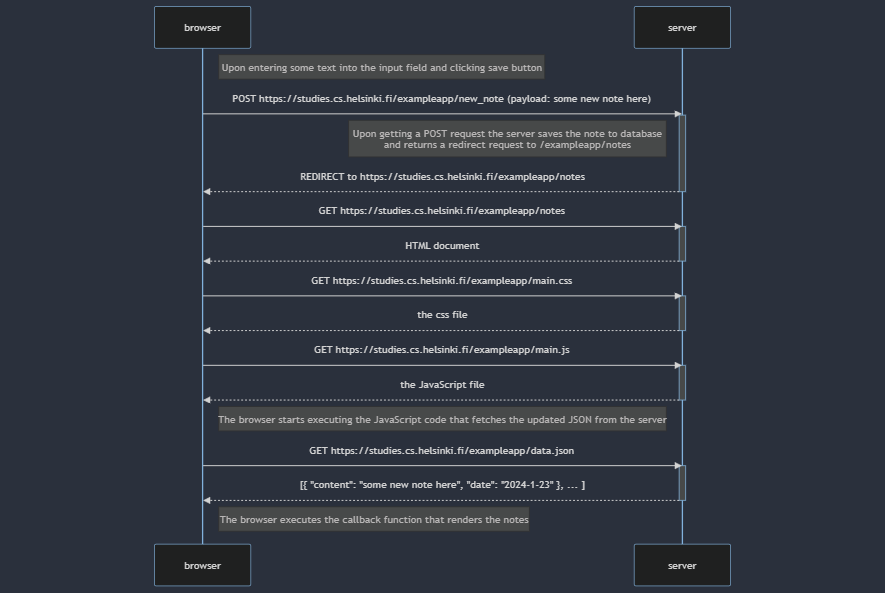 browser
server
Upon entering some text into the input field and clicking save button
POST https://studies.cs.helsinki.fi/exampleapp/new_note (payload: some new note here)
Upon getting a POST request the server saves the note to database
and returns a redirect request to /exampleapp/notes
REDIRECT to https://studies.cs.helsinki.fi/exampleapp/notes
GET https://studies.cs.helsinki.fi/exampleapp/notes
HTML document
GET https://studies.cs.helsinki.fi/exampleapp/main.css
the css file
GET https://studies.cs.helsinki.fi/exampleapp/main.js
the JavaScript file
The browser starts executing the JavaScript code that fetches the updated JSON from the server
GET https://studies.cs.helsinki.fi/exampleapp/data.json
[{ "content": "some new note here", "date": "2024-1-23" }, ... ]
The browser executes the callback function that renders the notes
browser
server